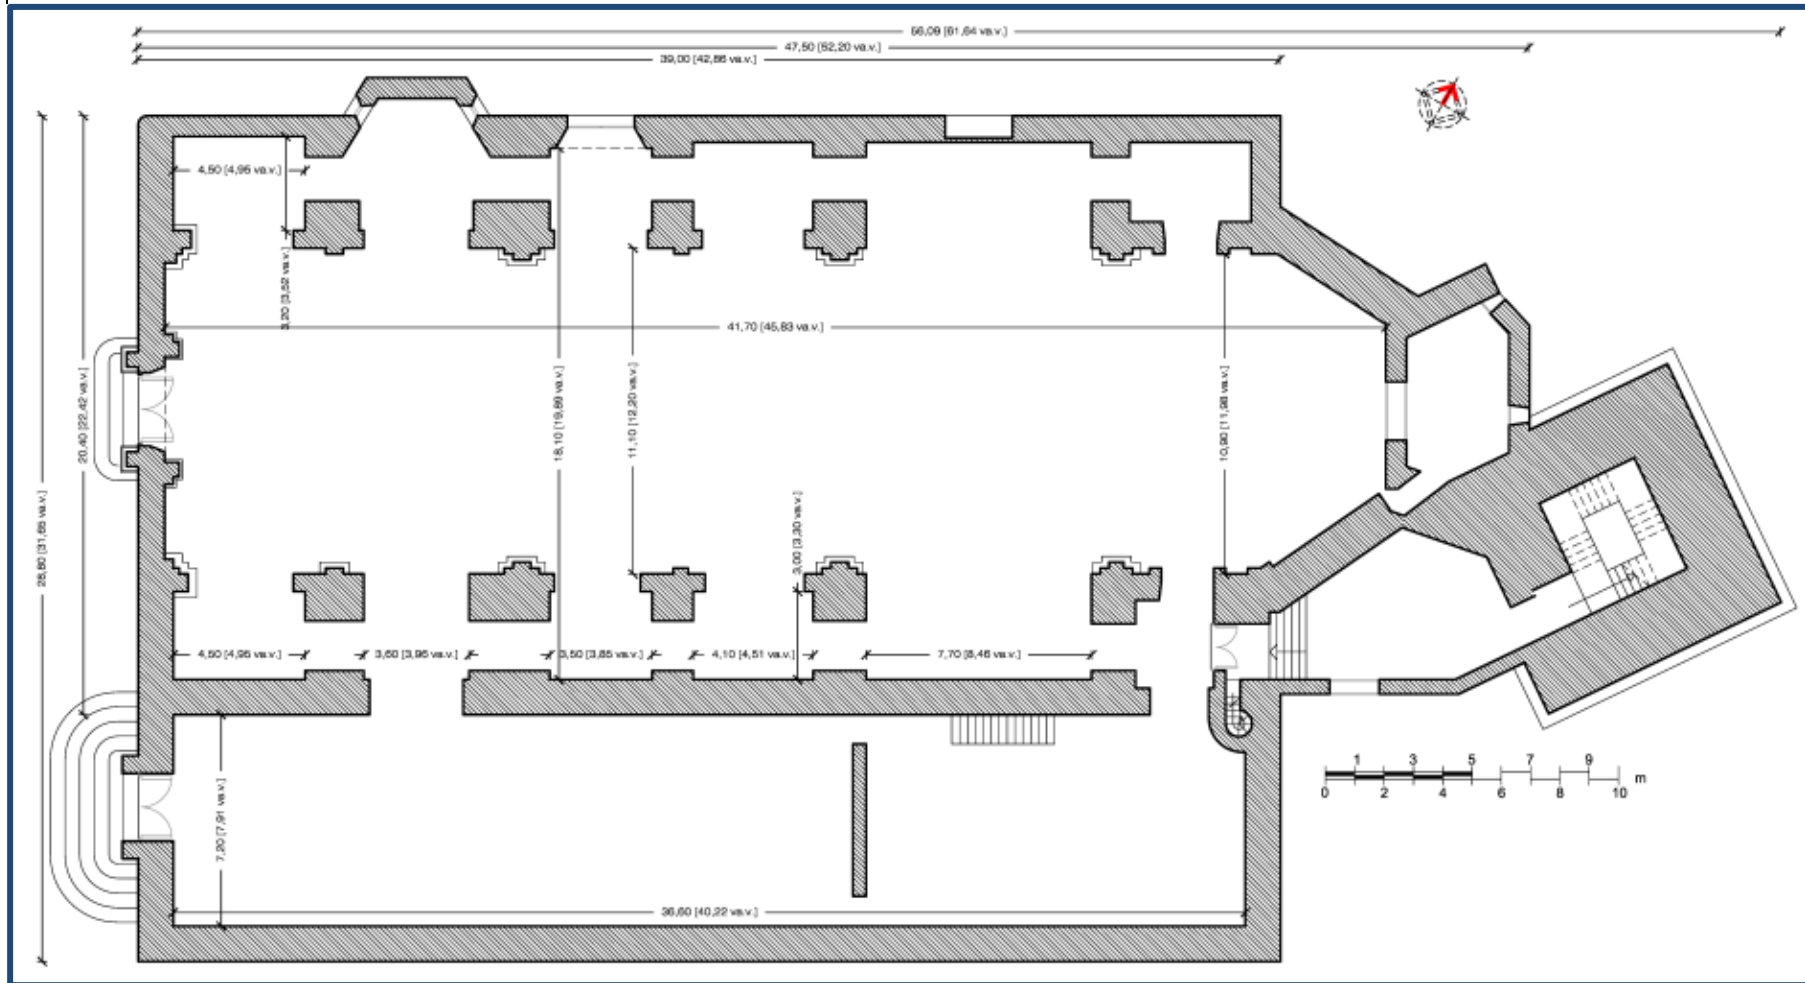 56,09 [61,64 va.v.]
47,50 [52,20 va.v.]
39,00 [42,86 va.v.]
4,50 [4,95 va.v.]
3,20 [3,52 va.v.]
41,70 [45,83 va.v.]
20,40 [22,42 va.v.]
18,10 [19,89 va.v.]
11,10 [12,20 va.v.]
10,90 [11,98 va.v.]
28,80 [31,65 va.v.]
3,00 [3,30 va.v.]
4,50 [4,95 va.v.]
3,60 [3,96 va.v.]
3,50 [3,85 va.v.]
4,10 [4,51 va.v.]
7,70 [8,46 va.v.]
7,20 [7,91 va.v.]
36,60 [40,22 va.v.]
1 3 5 7 9
m
0 2 4 6 8 10